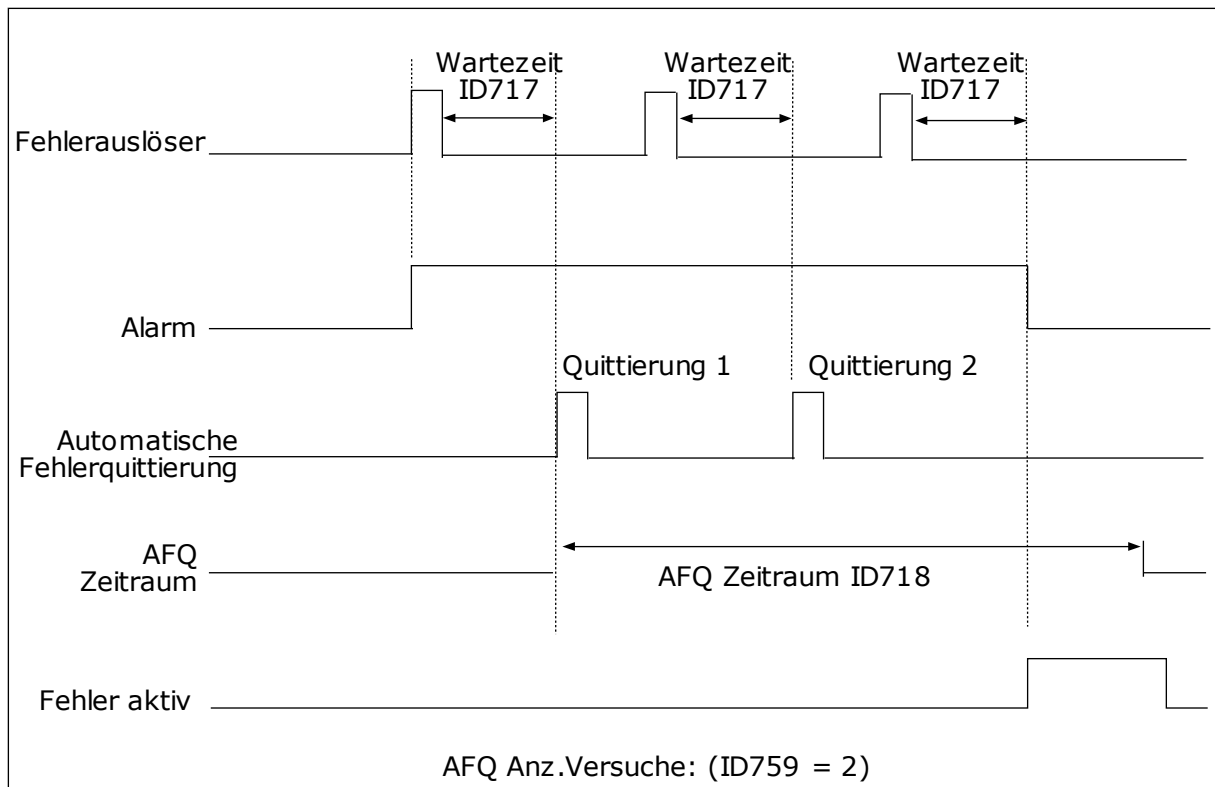 Wartezeit
ID717
Wartezeit
ID717
Wartezeit
ID717
Fehlerauslöser
Alarm
Quittierung 1
Quittierung 2
Automatische
Fehlerquittierung
AFQ
Zeitraum
AFQ Zeitraum ID718
Fehler aktiv
AFQ Anz.Versuche: (ID759 = 2)